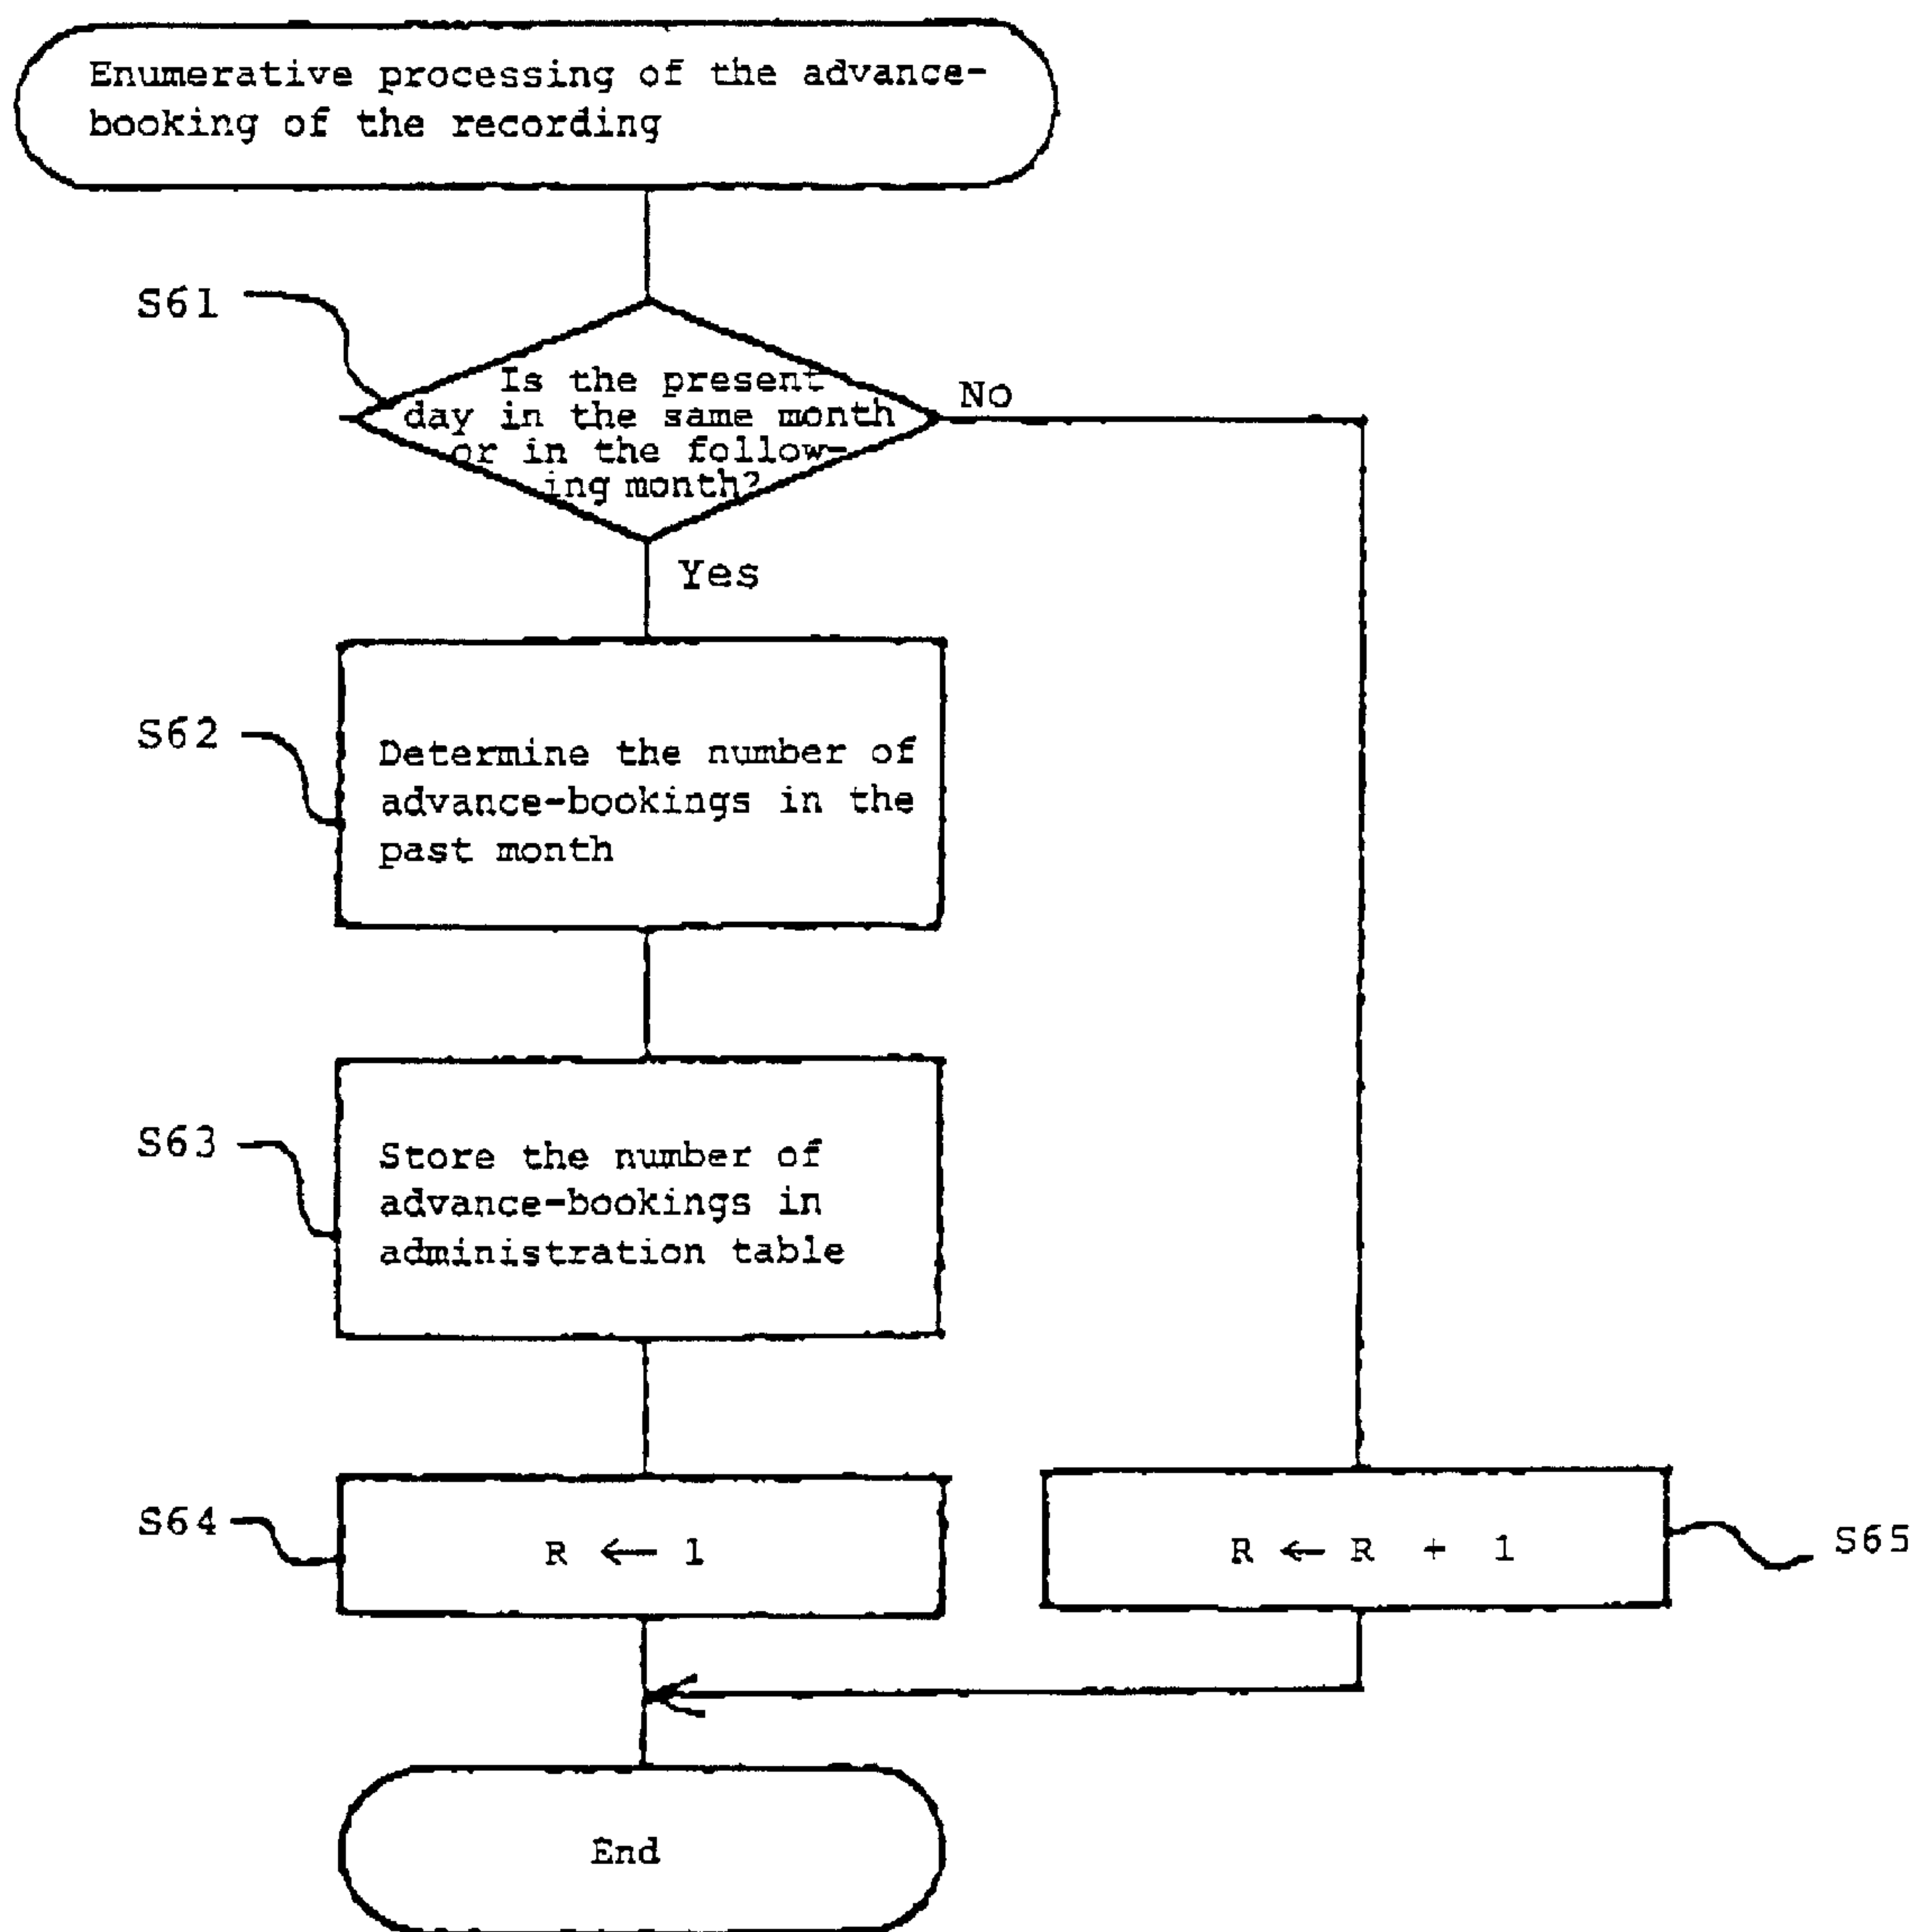 Enumerative processing of the advance-
booking of the recording
S61
Is the present
day in the same month
or in the follow-
ing month?
No
Yes
S62
Determine the number of
advance-bookings in the
past month
S63
Store the number of
advance-bookings in
administration table
S64
R ← 1
R ← R + 1
S65
End